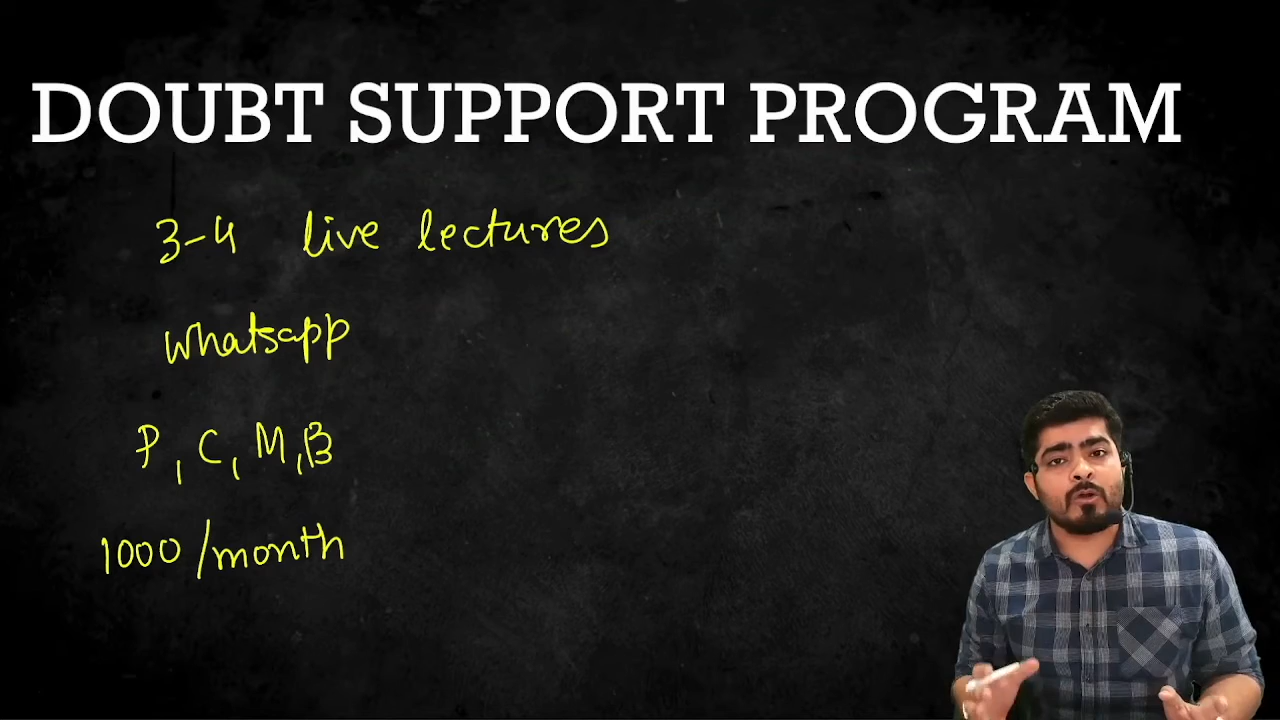 DOUBT SUPPORT PROGRAM
3-4 live lectures
whatsapp
P, C, M, B
1000/month